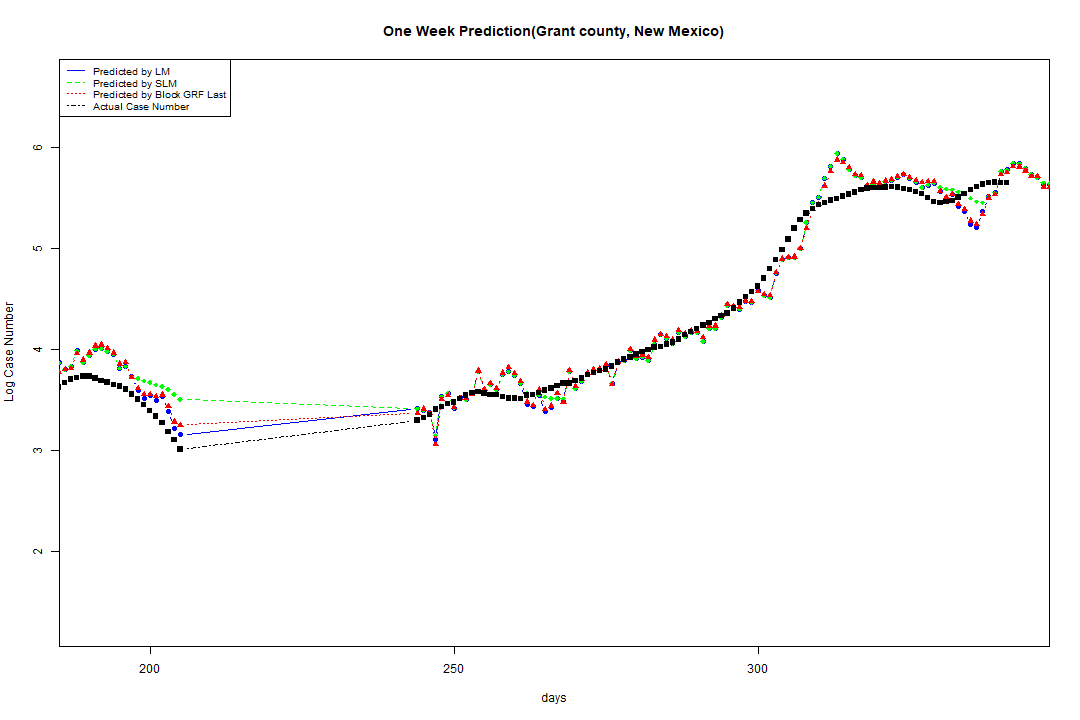 One Week Prediction(Grant county, New Mexico)
Predicted by LM
Predicted by SLM
Predicted by Block GRF Last
Actual Case Number
6
5
4
3
2
Log Case Number
200 250 300
days